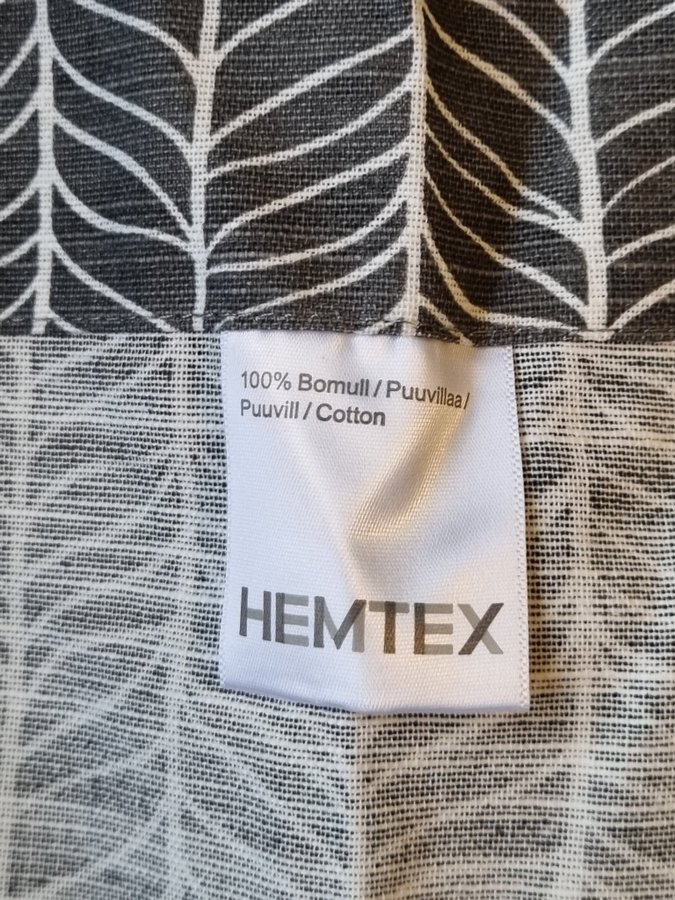 100% Bomull / Puuvillaa /
Puuvill / Cotton
HEMTEX